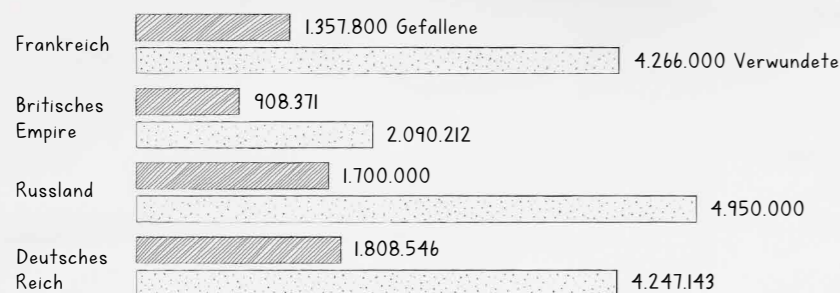 Frankreich
1.357.800 Gefallene
4.266.000 Verwundete
Britisches
Empire
908.371
2.090.212
Russland
1.700.000
4.950.000
Deutsches
Reich
1.808.546
4.247.143